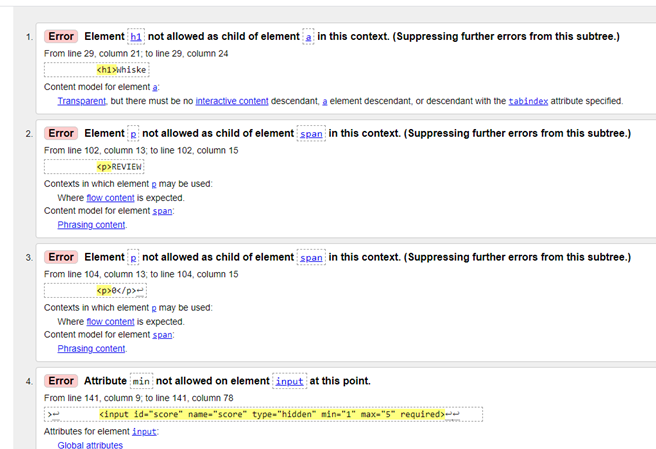 1. Error Element h1 not allowed as child of element a in this context. (Suppressing further errors from this subtree.)
From line 29, column 21; to line 29, column 24
<h1>Whiske
Content model for element a:
Transparent, but there must be no interactive content descendant, a element descendant, or descendant with the tabindex attribute specified.
2. Error Element p not allowed as child of element span in this context. (Suppressing further errors from this subtree.)
From line 102, column 13; to line 102, column 15
<p>REVIEW
Contexts in which element p may be used:
Where flow content is expected.
Content model for element span:
Phrasing content.
3. Error Element p not allowed as child of element span in this context. (Suppressing further errors from this subtree.)
From line 104, column 13; to line 104, column 15
<p>0</p>↩
Contexts in which element p may be used:
Where flow content is expected.
Content model for element span:
Phrasing content.
4. Error Attribute min not allowed on element input at this point.
From line 141, column 9; to line 141, column 78
>↩ <input id="score" name="score" type="hidden" min="1" max="5" required>↩↩
Attributes for element input:
Global attributes